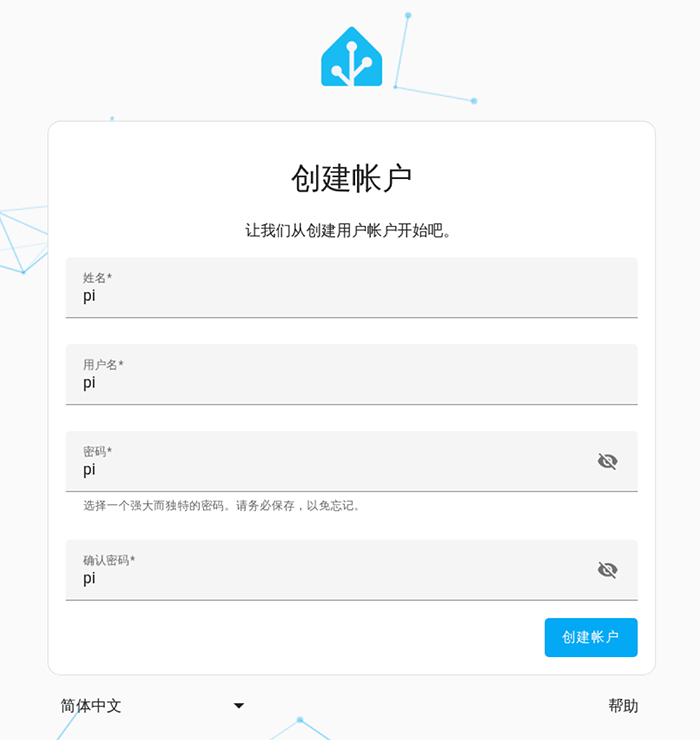 创建帐户
让我们从创建用户帐户开始吧。
姓名*
pi
用户名*
pi
密码*
pi
选择一个强大而独特的密码。请务必保存，以免忘记。
确认密码*
pi
创建帐户
简体中文
帮助